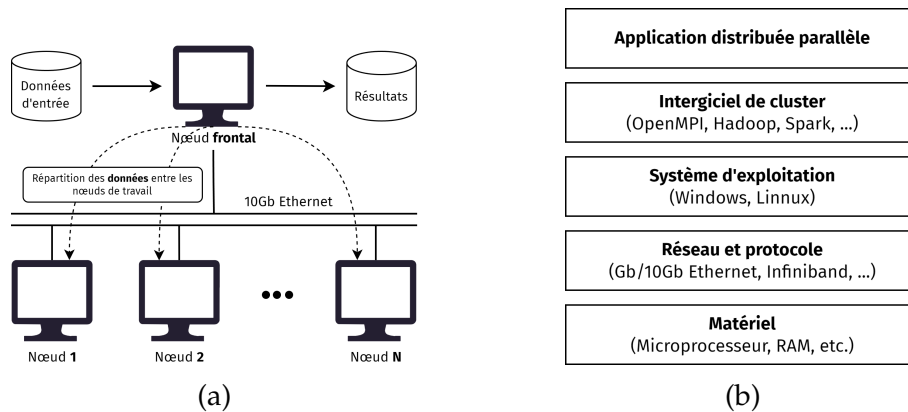 Données
d'entrée
Résultats
Nœud frontal
Répartition des données entre les
nœuds de travail
10Gb Ethernet
Nœud 1
Nœud 2
Nœud N
(a)
Application distribuée parallèle
Intergiciel de cluster
(OpenMPI, Hadoop, Spark, ...)
Système d'exploitation
(Windows, Linnux)
Réseau et protocole
(Gb/10Gb Ethernet, Infiniband, ...)
Matériel
(Microprocesseur, RAM, etc.)
(b)